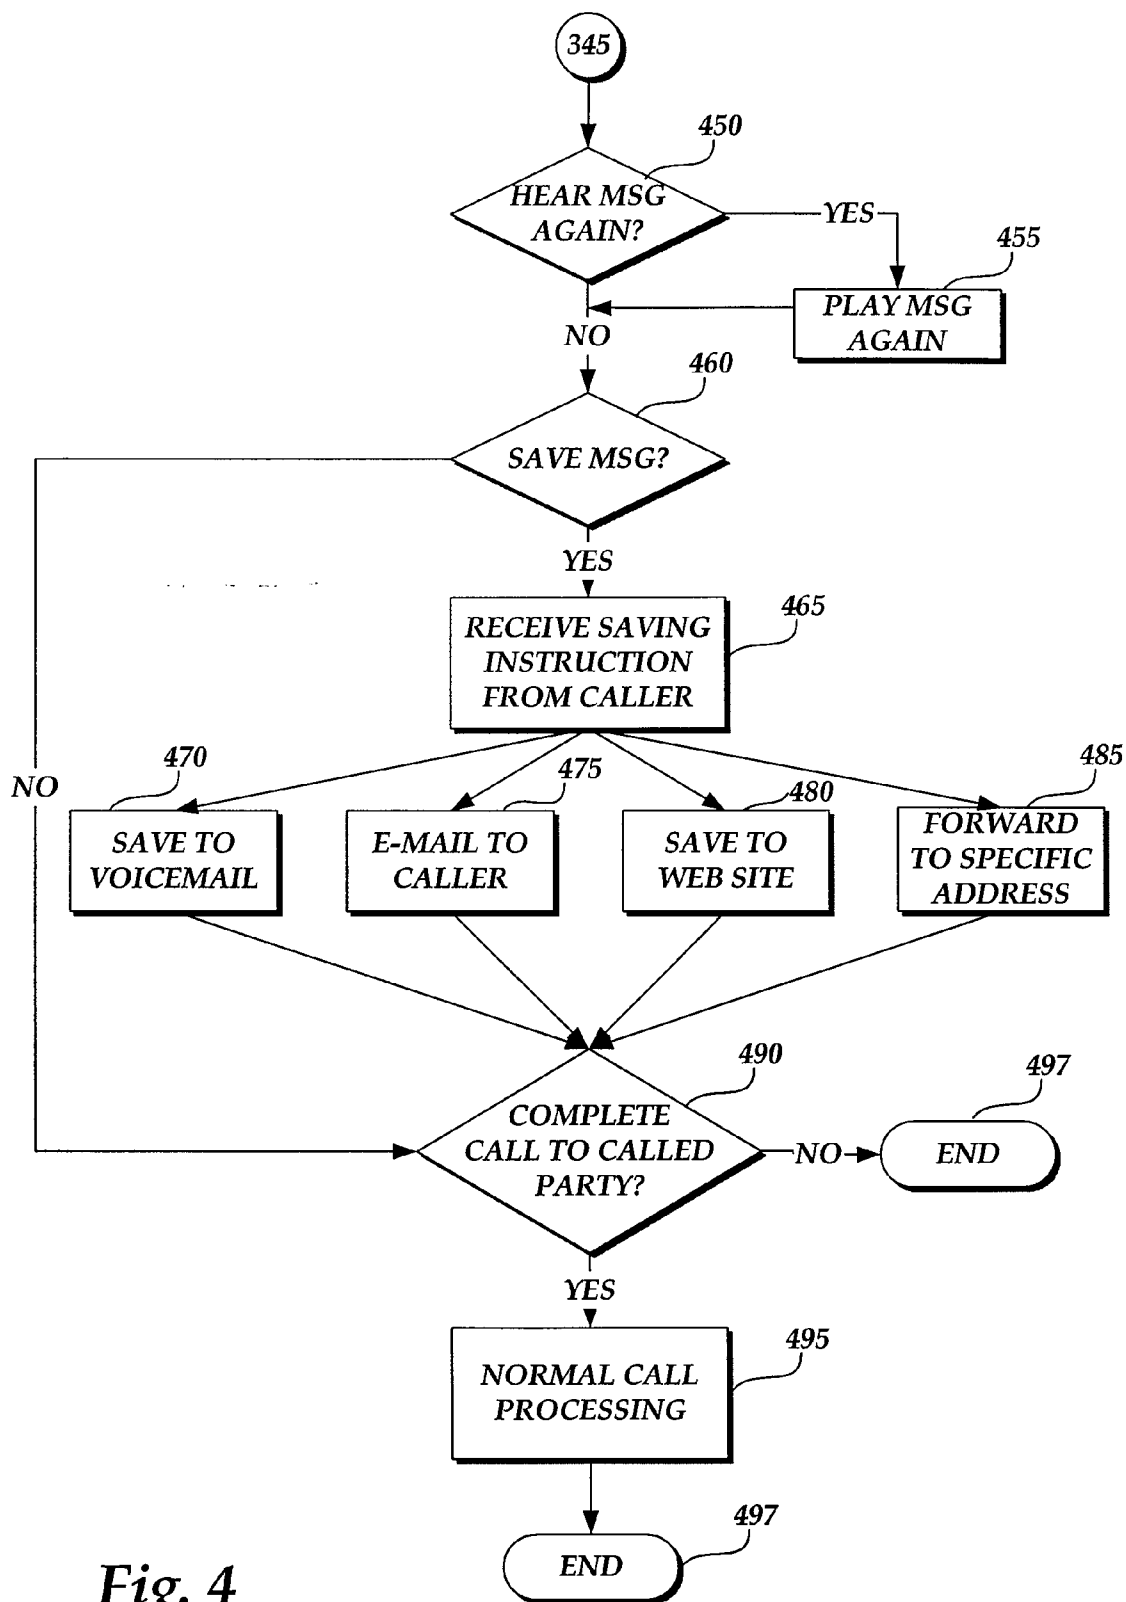 345
450
HEAR MSG
AGAIN?
YES
455
PLAY MSG
AGAIN
NO
460
SAVE MSG?
YES
465
RECEIVE SAVING
INSTRUCTION
FROM CALLER
NO
470
475
480
485
SAVE TO
VOICEMAIL
E-MAIL TO
CALLER
SAVE TO
WEB SITE
FORWARD
TO SPECIFIC
ADDRESS
490
COMPLETE
CALL TO CALLED
PARTY?
NO
497
END
YES
495
NORMAL CALL
PROCESSING
497
END
Fig. 4